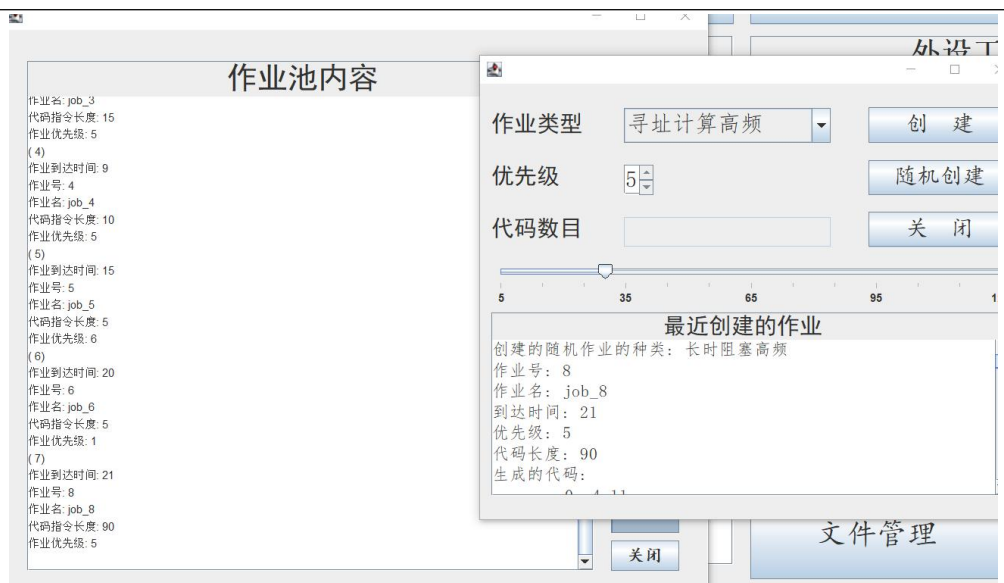 作业池内容
作业名: job_3
代码指令长度: 15
作业优先级: 5
( 4)
作业到达时间: 9
作业号: 4
作业名: job_4
代码指令长度: 10
作业优先级: 5
( 5)
作业到达时间: 15
作业号: 5
作业名: job_5
代码指令长度: 5
作业优先级: 6
( 6)
作业到达时间: 20
作业号: 6
作业名: job_6
代码指令长度: 5
作业优先级: 1
( 7)
作业到达时间: 21
作业号: 8
作业名: job_8
代码指令长度: 90
作业优先级: 5
关闭
外设工
作业类型
寻址计算高频
创 建
优先级
5
随机创建
代码数目
关 闭
5 35 65 95 1
最近创建的作业
创建的随机作业的种类: 长时阻塞高频
作业号: 8
作业名: job_8
到达时间: 21
优先级: 5
代码长度: 90
生成的代码:
文件管理